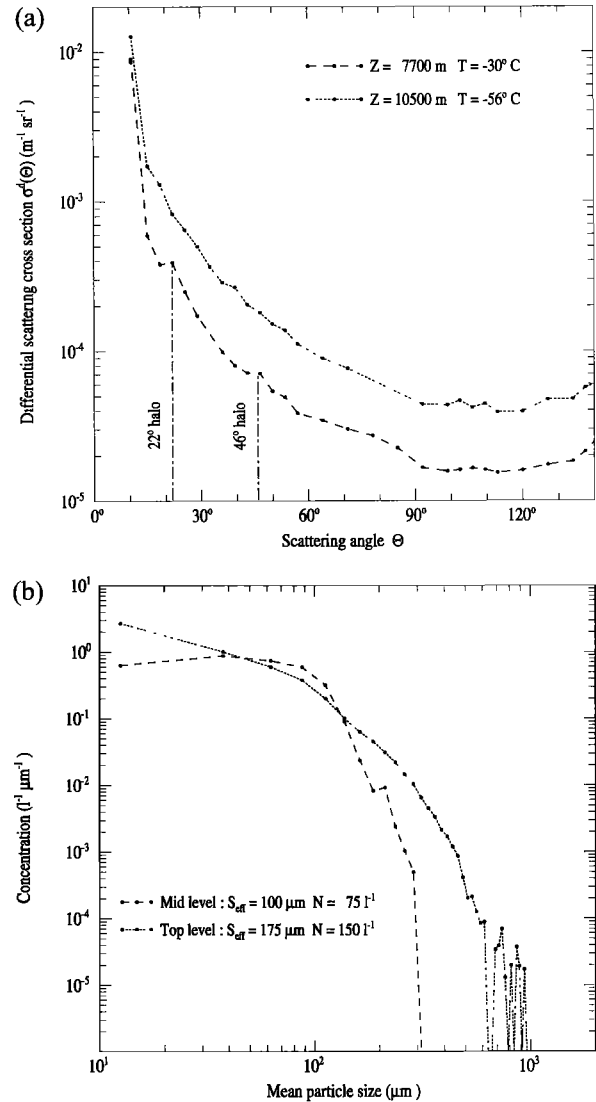 (a)
10⁻²
10⁻³
10⁻⁴
10⁻⁵
Differential scattering cross section σᵈ(Θ) (m⁻¹ sr⁻¹)
Z = 7700 m T = -30° C
Z = 10500 m T = -56° C
22° halo
46° halo
0° 30° 60° 90° 120°
Scattering angle Θ
(b)
10¹
10⁰
10⁻¹
10⁻²
10⁻³
10⁻⁴
10⁻⁵
Concentration (l⁻¹ μm⁻¹)
Mid level : S_eff = 100 μm N = 75 l⁻¹
Top level : S_eff = 175 μm N = 150 l⁻¹
10¹ 10² 10³
Mean particle size (μm)